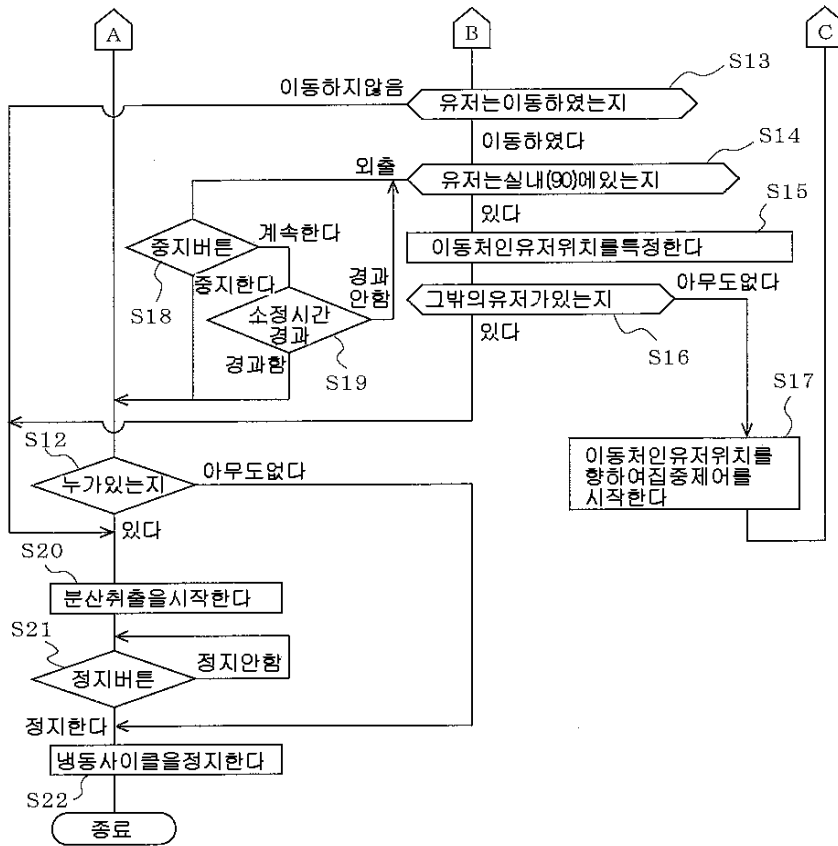 A
B
C
S13
이동하지않음
유저는이동하였는지
이동하였다
S14
외출
유저는실내(90)에있는지
있다
S15
중지버튼
계속한다
이동처인유저위치를특정한다
중지한다
경과
안함
아무도없다
S18
소정시간
경과
그밖의유저가있는지
있다
경과함
S19
S16
S17
S12
누가있는지
아무도없다
이동처인유저위치를
향하여집중제어를
시작한다
있다
S20
분산취출을시작한다
S21
정지버튼
정지안함
정지한다
냉동사이클을정지한다
S22
종료